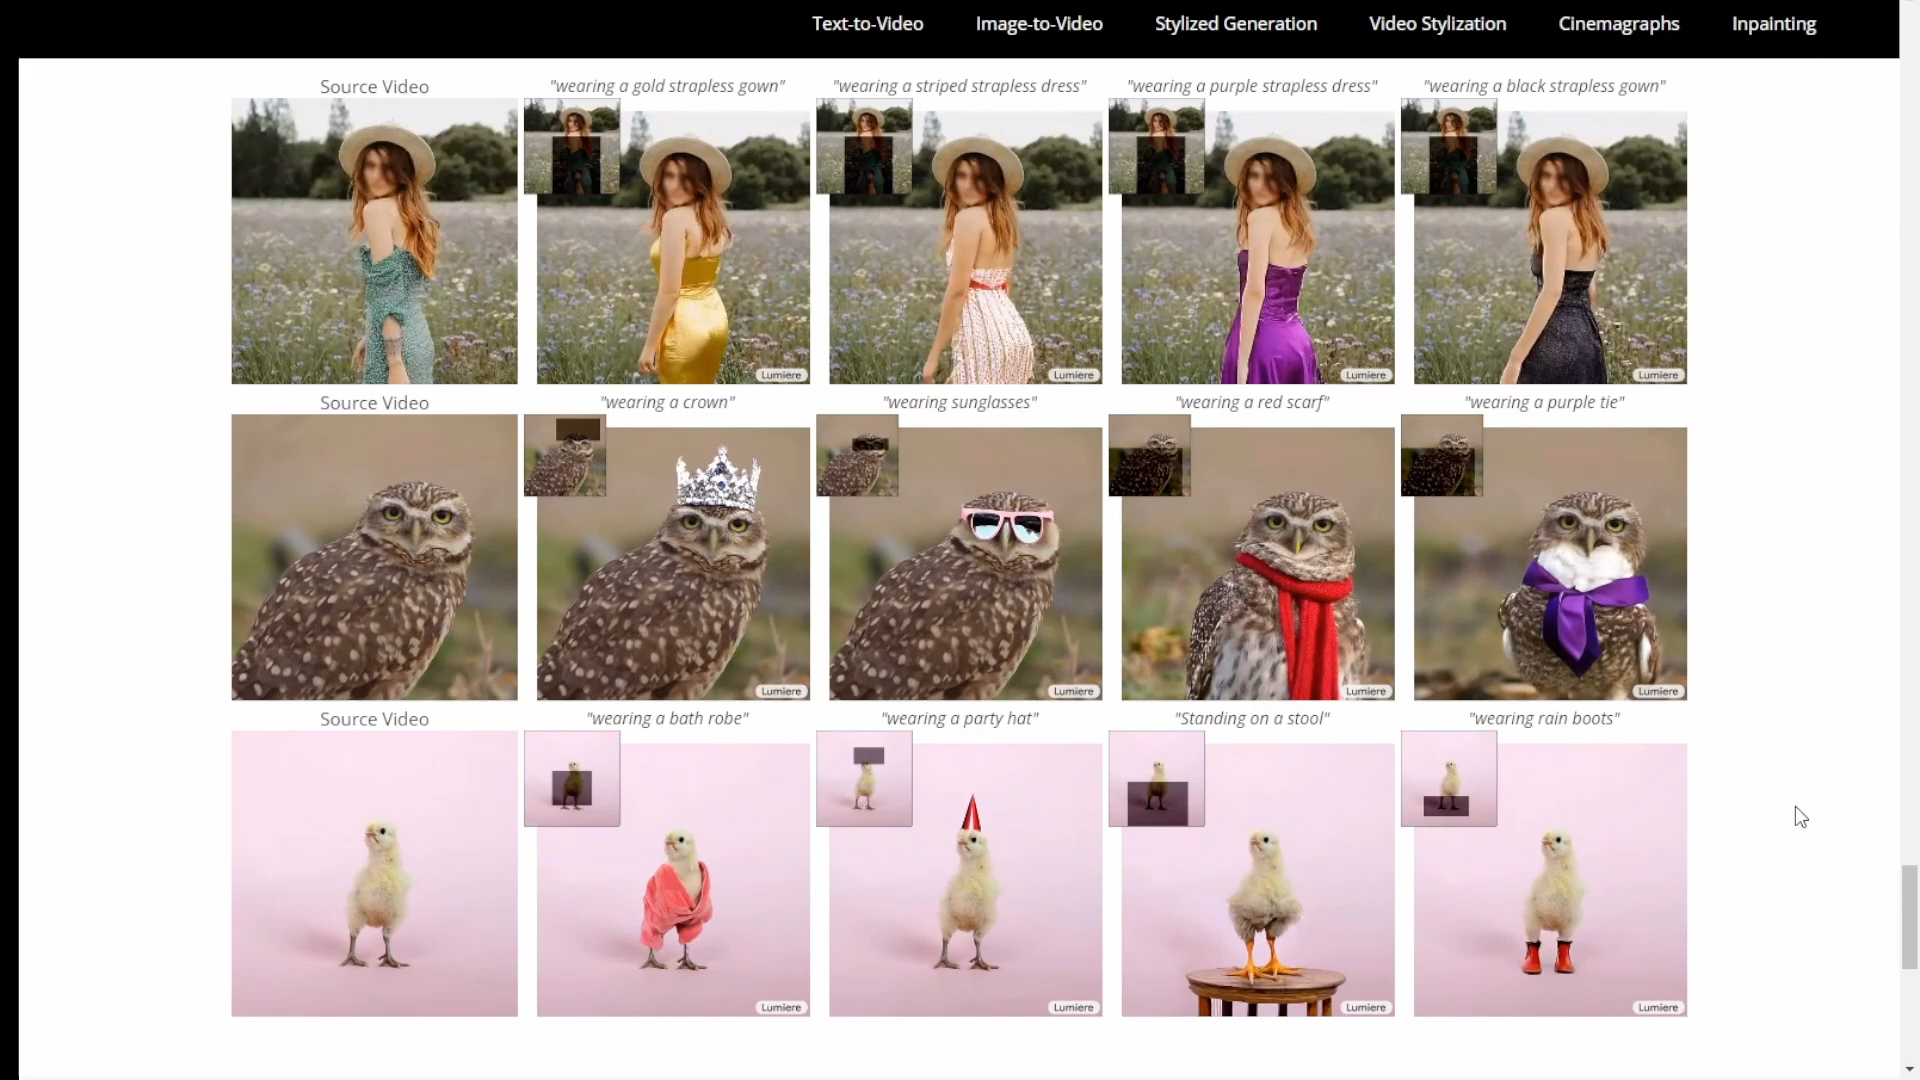 Text-to-Video Image-to-Video Stylized Generation Video Stylization Cinemagraphs Inpainting
Source Video "wearing a gold strapless gown" "wearing a striped strapless dress" "wearing a purple strapless dress" "wearing a black strapless gown"
Lumiere Lumiere Lumiere Lumiere
Source Video "wearing a crown" "wearing sunglasses" "wearing a red scarf" "wearing a purple tie"
Lumiere Lumiere Lumiere Lumiere
Source Video "wearing a bath robe" "wearing a party hat" "Standing on a stool" "wearing rain boots"
Lumiere Lumiere Lumiere Lumiere